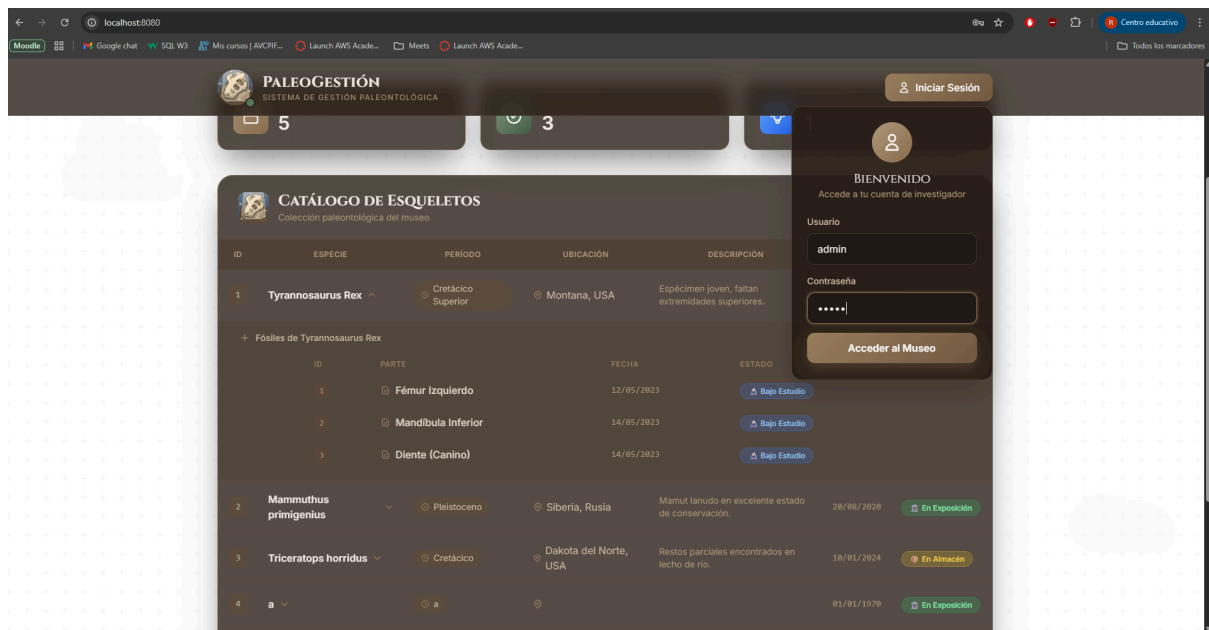 localhost:8080
R Centro educativo
Moodle
Google chat
SQL W3
Mis cursos | AVCPIF...
Launch AWS Acade...
Meets
Launch AWS Acade...
Todos los marcadores
PaleoGestión
SISTEMA DE GESTIÓN PALEONTOLÓGICA
Iniciar Sesión
5
3
1
Bienvenido
Accede a tu cuenta de investigador
Usuario
admin
Contraseña
•••••
Acceder al Museo
Catálogo de Esqueletos
Colección paleontológica del museo
ID ESPECIE PERÍODO UBICACIÓN DESCRIPCIÓN
1 Tyrannosaurus Rex Cretácico Superior Montana, USA Espécimen joven, faltan extremidades superiores.
+ Fósiles de Tyrannosaurus Rex
ID PARTE FECHA ESTADO
1 Fémur Izquierdo 12/05/2023 Bajo Estudio
2 Mandíbula Inferior 14/05/2023 Bajo Estudio
3 Diente (Canino) 14/05/2023 Bajo Estudio
2 Mammuthus primigenius Pleistoceno Siberia, Rusia Mamut lanudo en excelente estado de conservación. 20/08/2020 En Exposición
3 Triceratops horridus Cretácico Dakota del Norte, USA Restos parciales encontrados en lecho de río. 10/01/2024 En Almacén
4 a a 01/01/1970 En Exposición